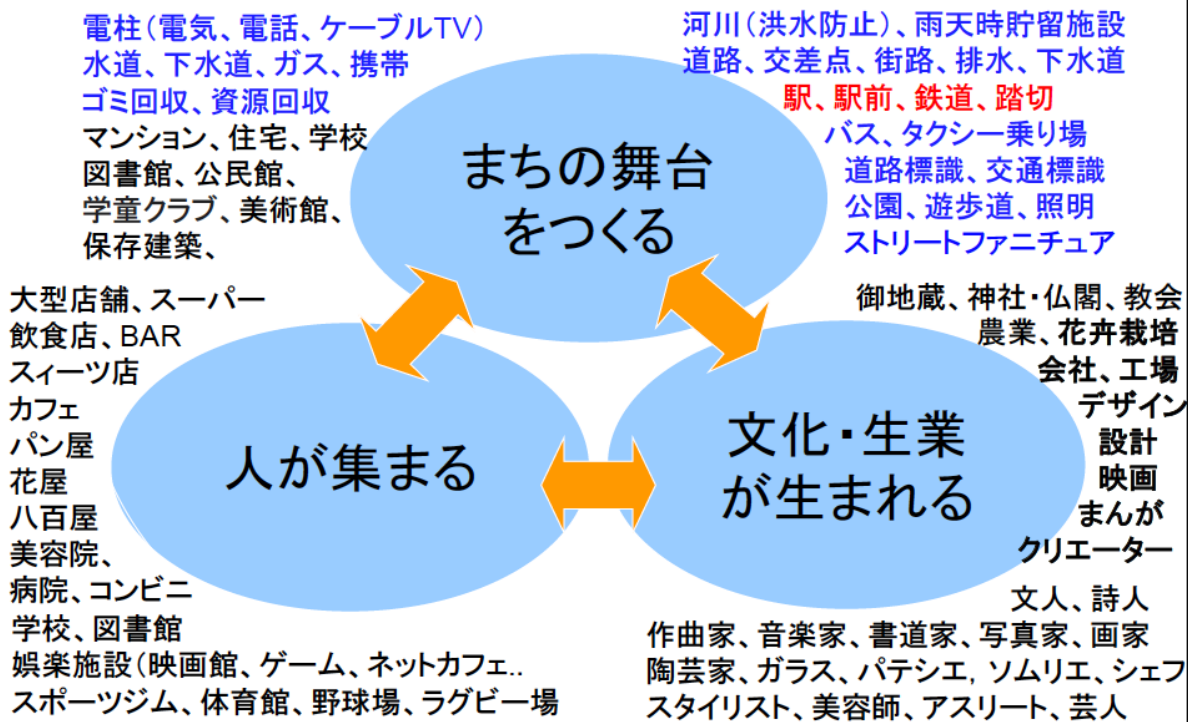 電柱（電気、電話、ケーブルTV）
水道、下水道、ガス、携帯
ゴミ回収、資源回収
マンション、住宅、学校
図書館、公民館、
学童クラブ、美術館、
保存建築、
河川（洪水防止）、雨天時貯留施設
道路、交差点、街路、排水、下水道
駅、駅前、鉄道、踏切
バス、タクシー乗り場
道路標識、交通標識
公園、遊歩道、照明
ストリートファニチュア
まちの舞台
をつくる
大型店舗、スーパー
飲食店、BAR
スィーツ店
カフェ
パン屋
花屋
八百屋
美容院、
病院、コンビニ
学校、図書館
娯楽施設（映画館、ゲーム、ネットカフェ..
スポーツジム、体育館、野球場、ラグビー場
人が集まる
文化・生業
が生まれる
御地蔵、神社・仏閣、教会
農業、花卉栽培
会社、工場
デザイン
設計
映画
まんが
クリエーター
文人、詩人
作曲家、音楽家、書道家、写真家、画家
陶芸家、ガラス、パテシエ, ソムリエ、シェフ
スタイリスト、美容師、アスリート、芸人